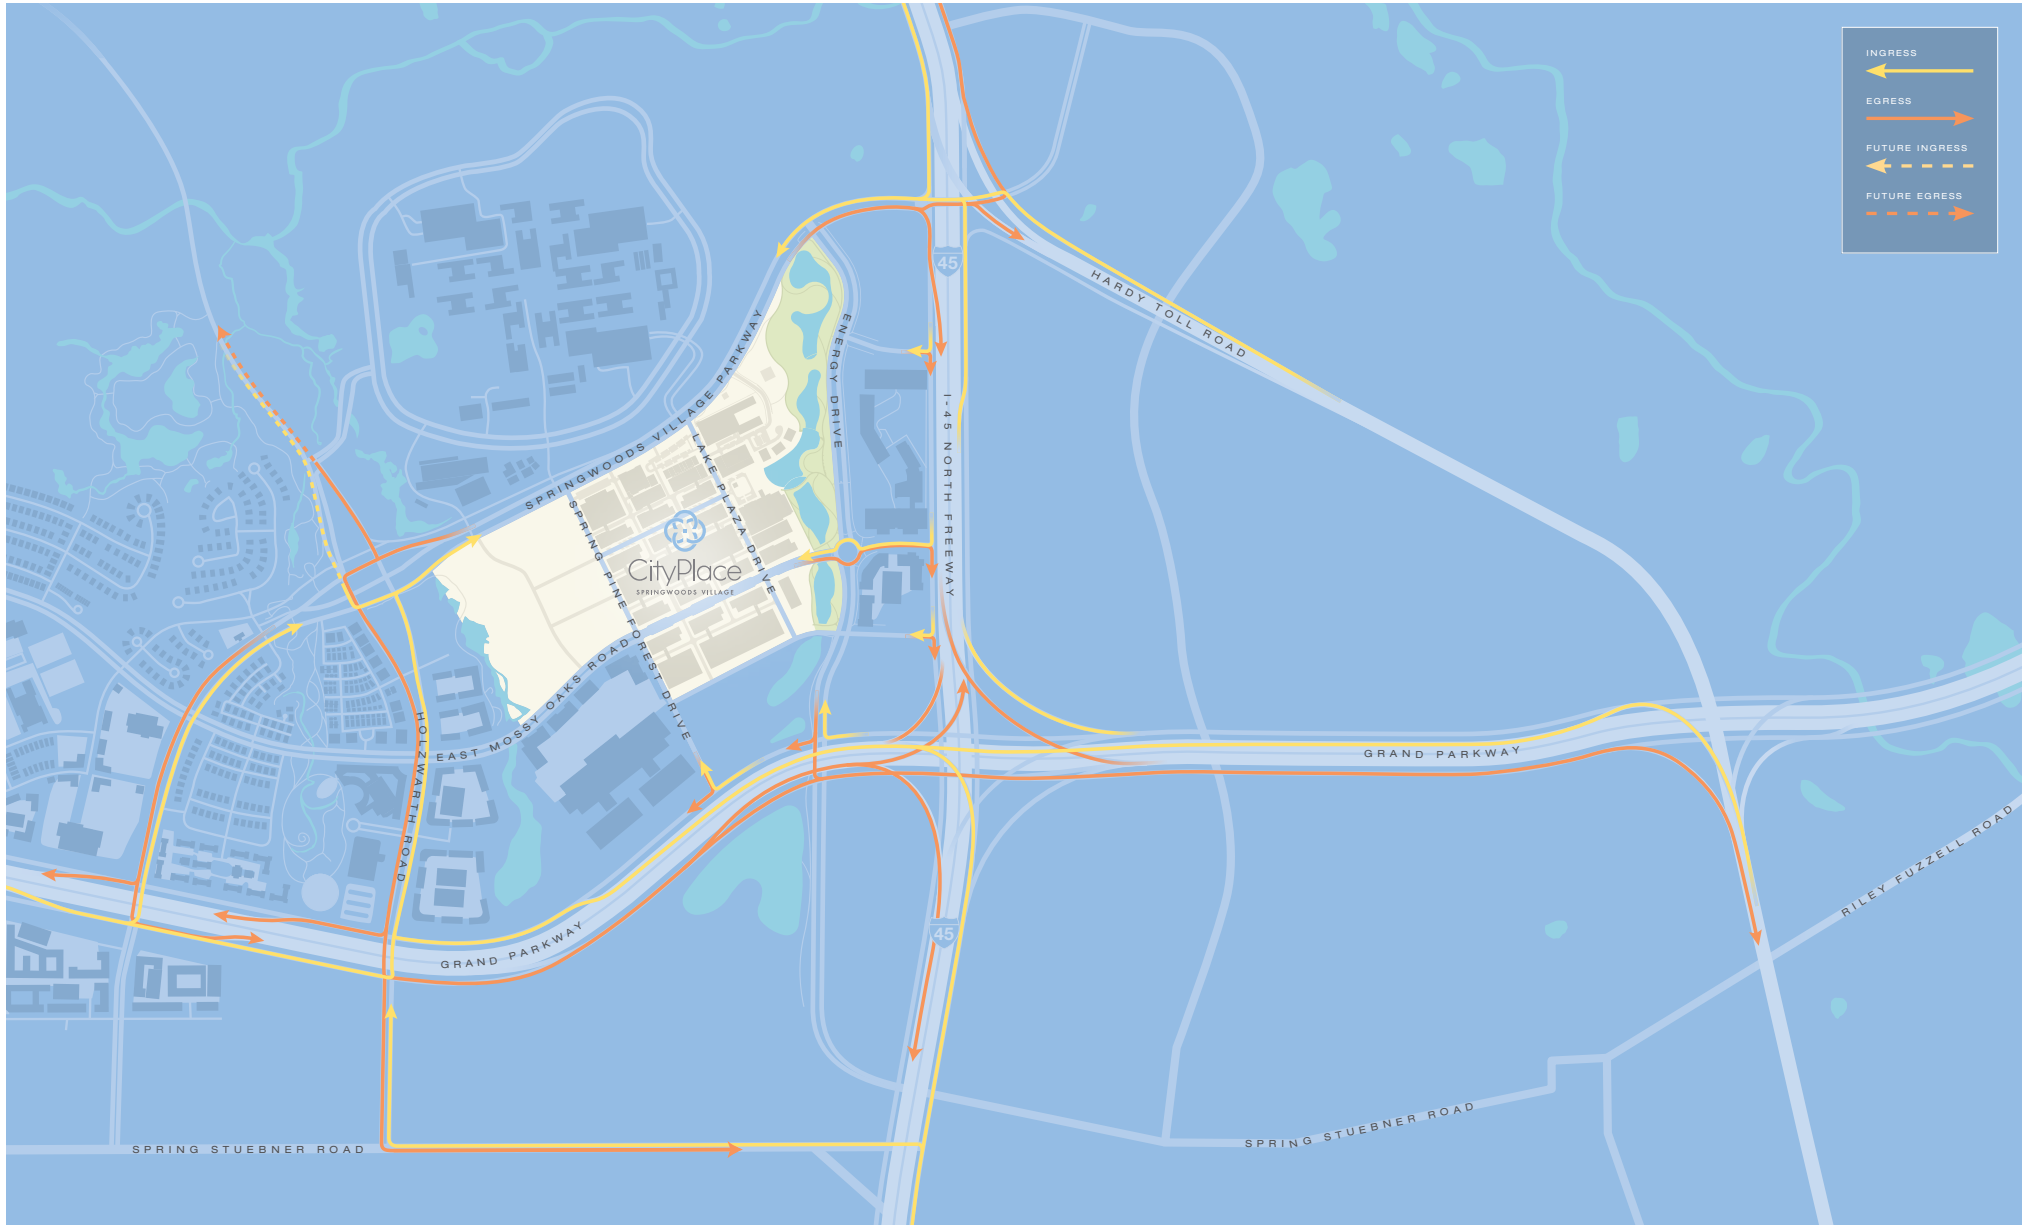 INGRESS
EGRESS
FUTURE INGRESS
FUTURE EGRESS
45
HARDY TOLL ROAD
SPRINGWOODS VILLAGE PARKWAY
ENERGY DRIVE
I-45 NORTH FREEWAY
LAKE PLAZA DRIVE
SPRING PINE FOREST DRIVE
CityPlace
SPRINGWOODS VILLAGE
EAST MOSSY OAKS ROAD
HOLZWARTH ROAD
GRAND PARKWAY
RILEY FUZZELL ROAD
GRAND PARKWAY
45
SPRING STUEBNER ROAD
SPRING STUEBNER ROAD